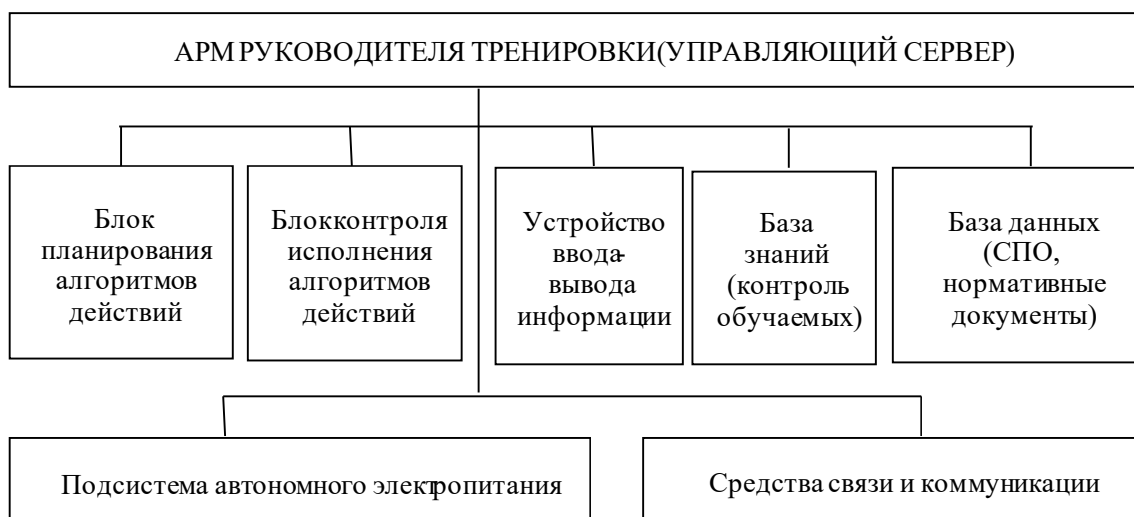 АРМ РУКОВОДИТЕЛЯ ТРЕНИРОВКИ(УПРАВЛЯЮЩИЙ СЕРВЕР)
Блок
планирования
алгоритмов
действий
Блокконтроля
исполнения
алгоритмов
действий
Устройство
ввода-
вывода
информации
База
знаний
(контроль
обучаемых)
База данных
(СПО,
нормативные
документы)
Подсистема автономного электропитания
Средства связи и коммуникации